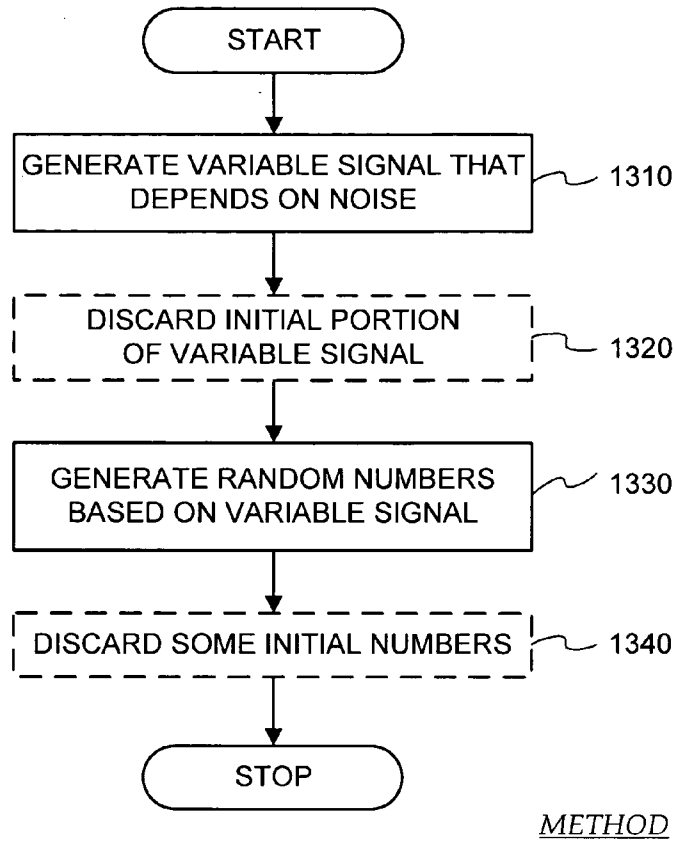 START
GENERATE VARIABLE SIGNAL THAT
DEPENDS ON NOISE
1310
DISCARD INITIAL PORTION
OF VARIABLE SIGNAL
1320
GENERATE RANDOM NUMBERS
BASED ON VARIABLE SIGNAL
1330
DISCARD SOME INITIAL NUMBERS
1340
STOP
METHOD